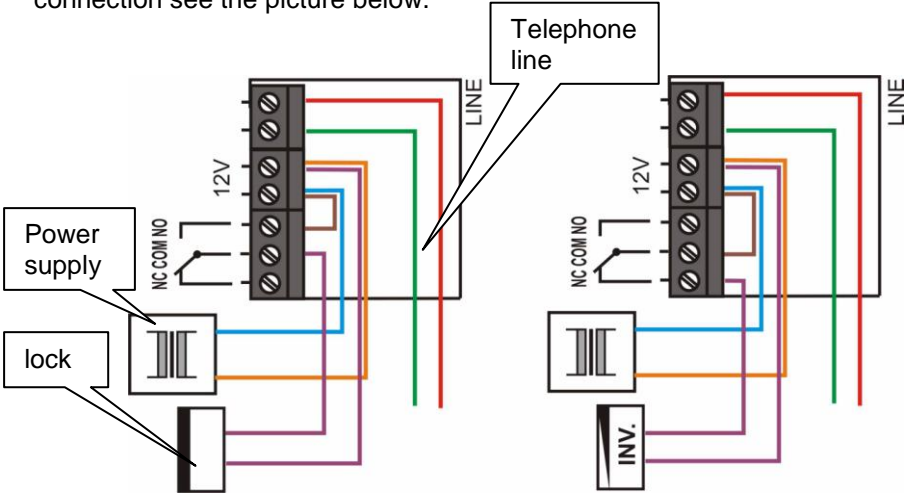 connection see the picture below.
Telephone
line
LINE
LINE
12V
12V
Power
supply
NC COM NO
NC COM NO
lock
INV.